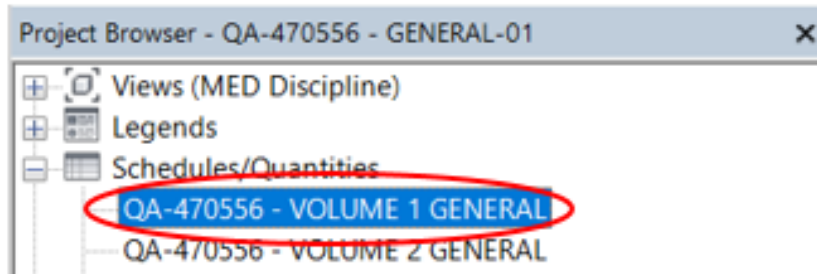 Project Browser - QA-470556 - GENERAL-01
Views (MED Discipline)
Legends
Schedules/Quantities
QA-470556 - VOLUME 1 GENERAL
QA-470556 - VOLUME 2 GENERAL